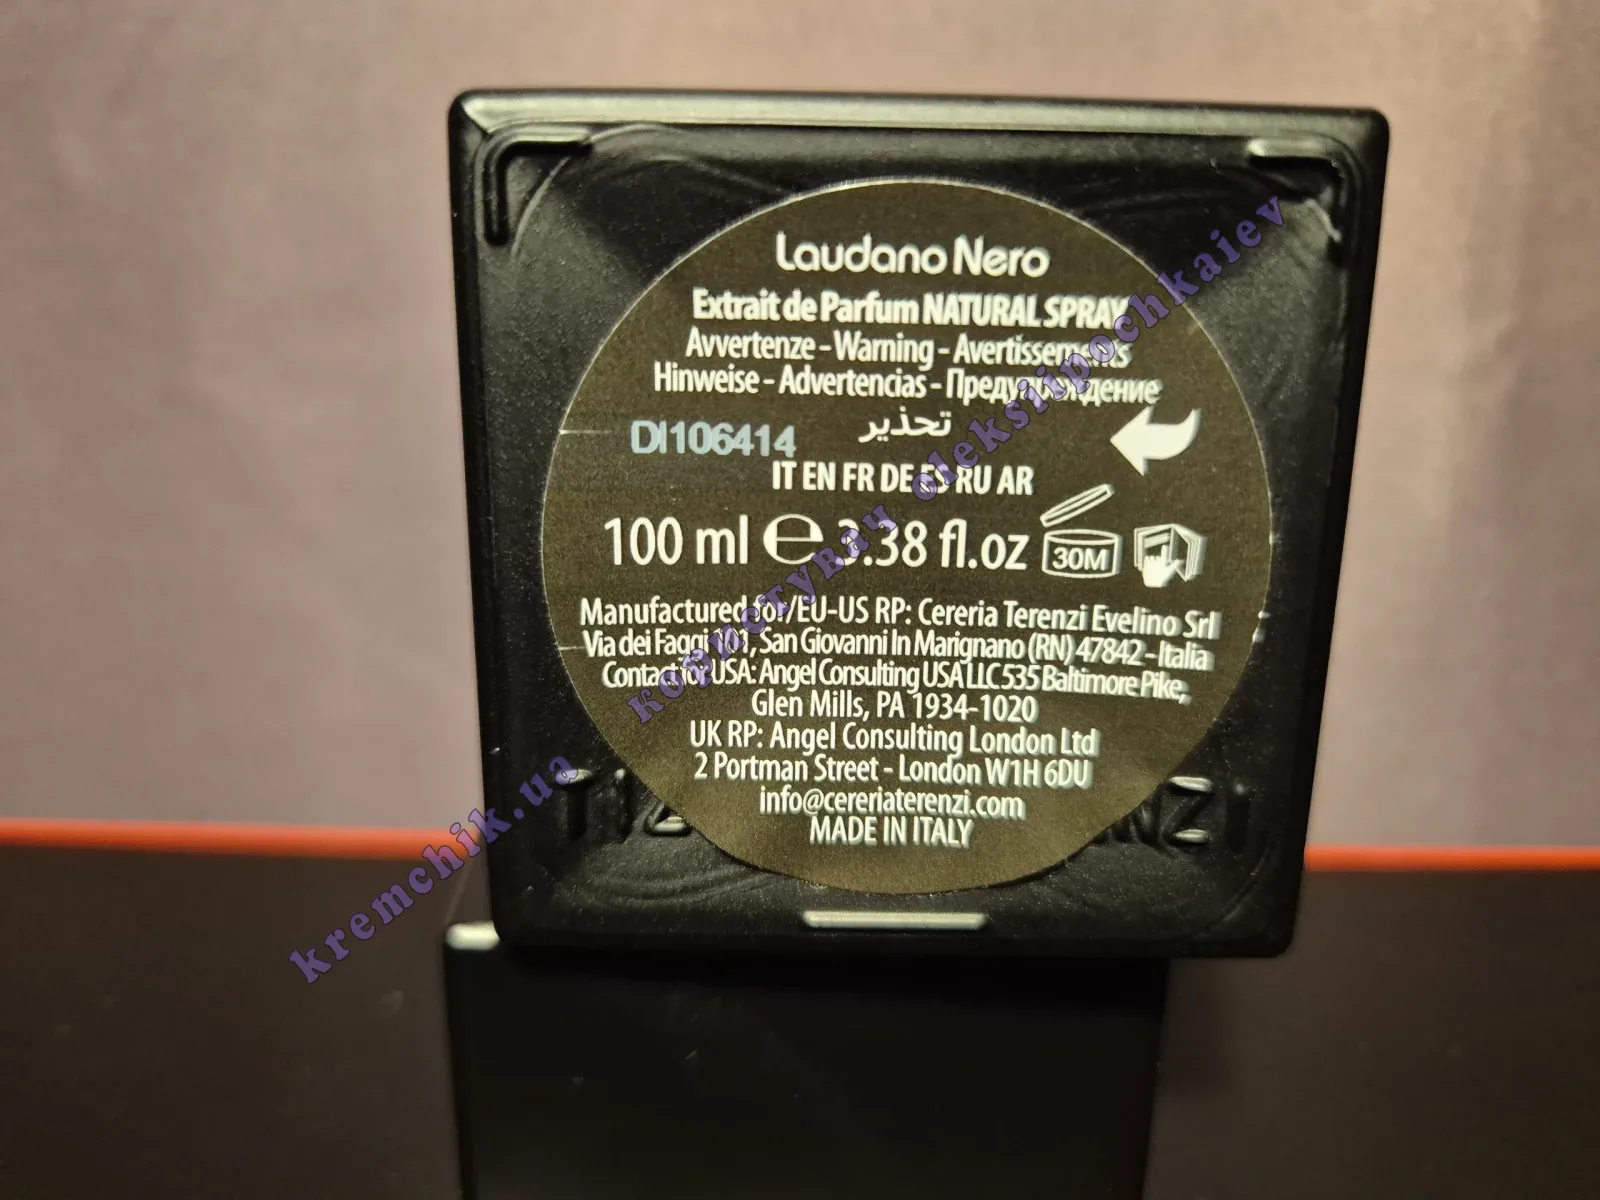 Laudano Nero
Extrait de Parfum NATURAL SPRAY
Avvertenze - Warning - Avertissements
Hinweise - Advertencias - Предупреждение
تحذير
DI106414
IT EN FR DE ES RU AR
100 ml ℮ 3.38 fl.oz
30M
Manufactured for/EU-US RP: Cereria Terenzi Evelino Srl
Via dei Faggi 101, San Giovanni In Marignano (RN) 47842 - Italia
Contact for USA: Angel Consulting USA LLC 535 Baltimore Pike,
Glen Mills, PA 1934-1020
UK RP: Angel Consulting London Ltd
2 Portman Street - London W1H 6DU
info@cereriaterenzi.com
MADE IN ITALY
kremchik.ua користувач oleksiipochkaiev